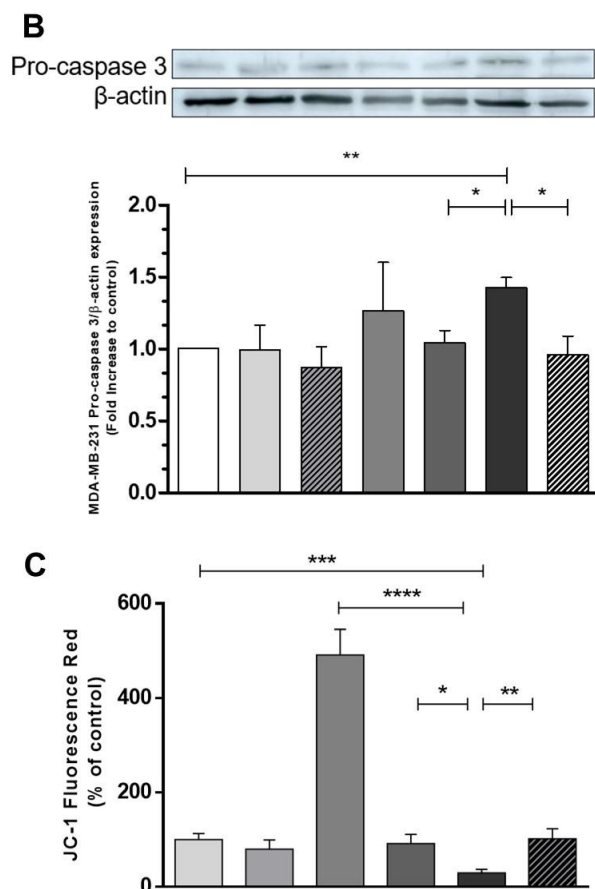 B
Pro-caspase 3
β-actin
**
* *
2.0
1.5
1.0
0.5
0.0
MDA-MB-231 Pro-caspase 3/β-actin expression
(Fold Increase to control)
C
***
****
* **
600
400
200
0
JC-1 Fluorescence Red
(% of control)